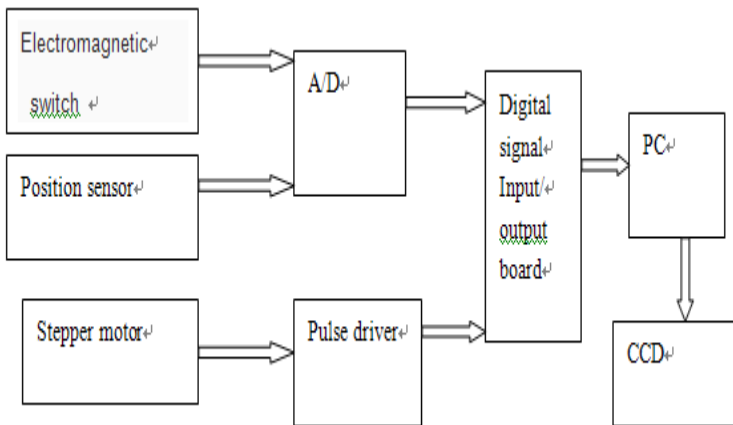 Electromagnetic
switch
A/D
Position sensor
Stepper motor
Pulse driver
Digital
signal
Input/
output
board
PC
CCD